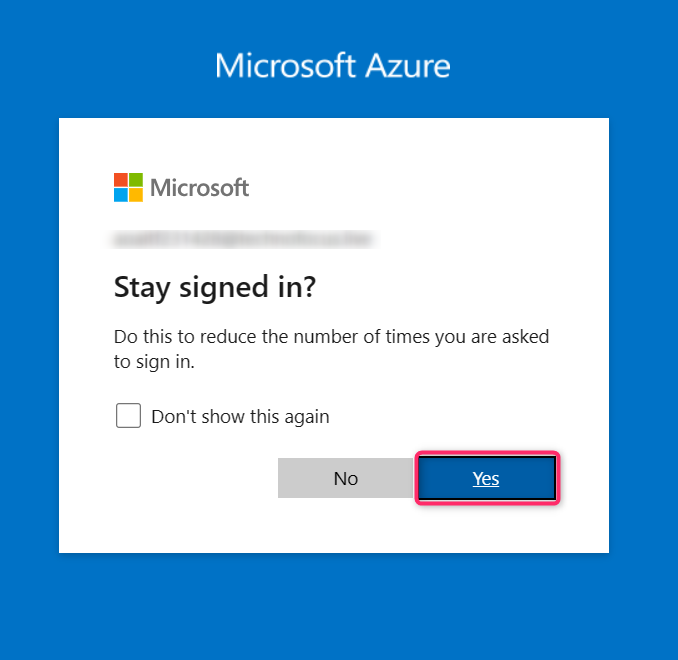 Microsoft Azure
Microsoft
Stay signed in?
Do this to reduce the number of times you are asked
to sign in.
Don't show this again
No
Yes